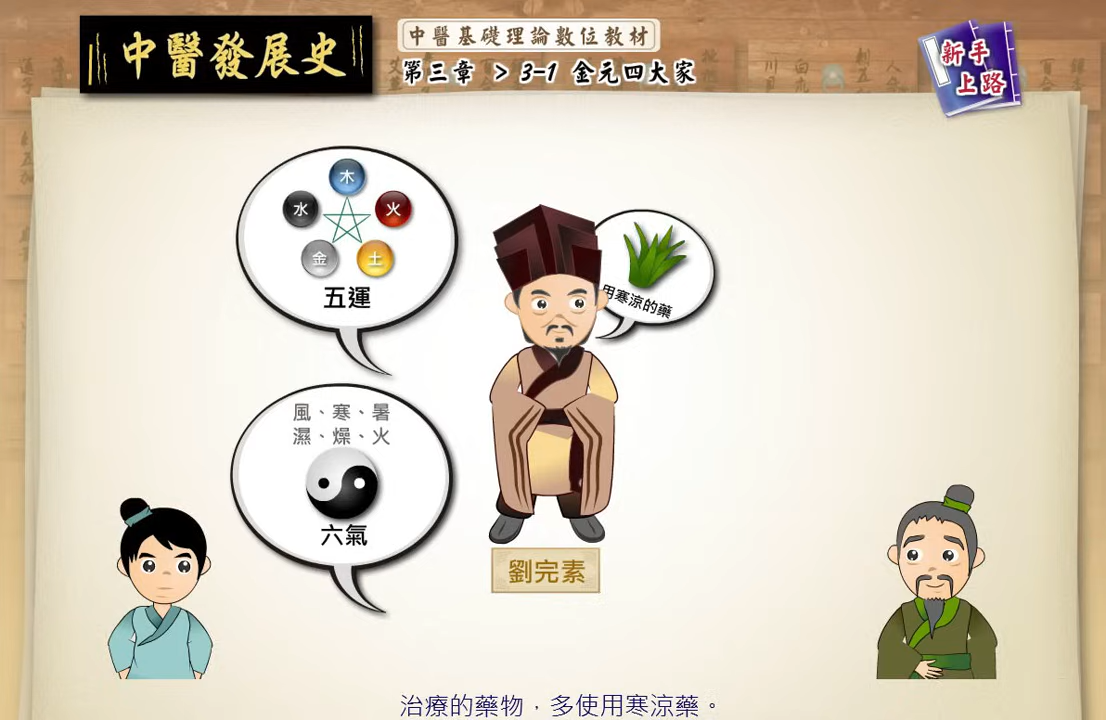 中醫發展史
中醫基礎理論數位教材
第三章 > 3-1 金元四大家
新手
上路
木
水
火
金
土
五運
用寒涼的藥
風、寒、暑
濕、燥、火
六氣
劉完素
治療的藥物，多使用寒涼藥。